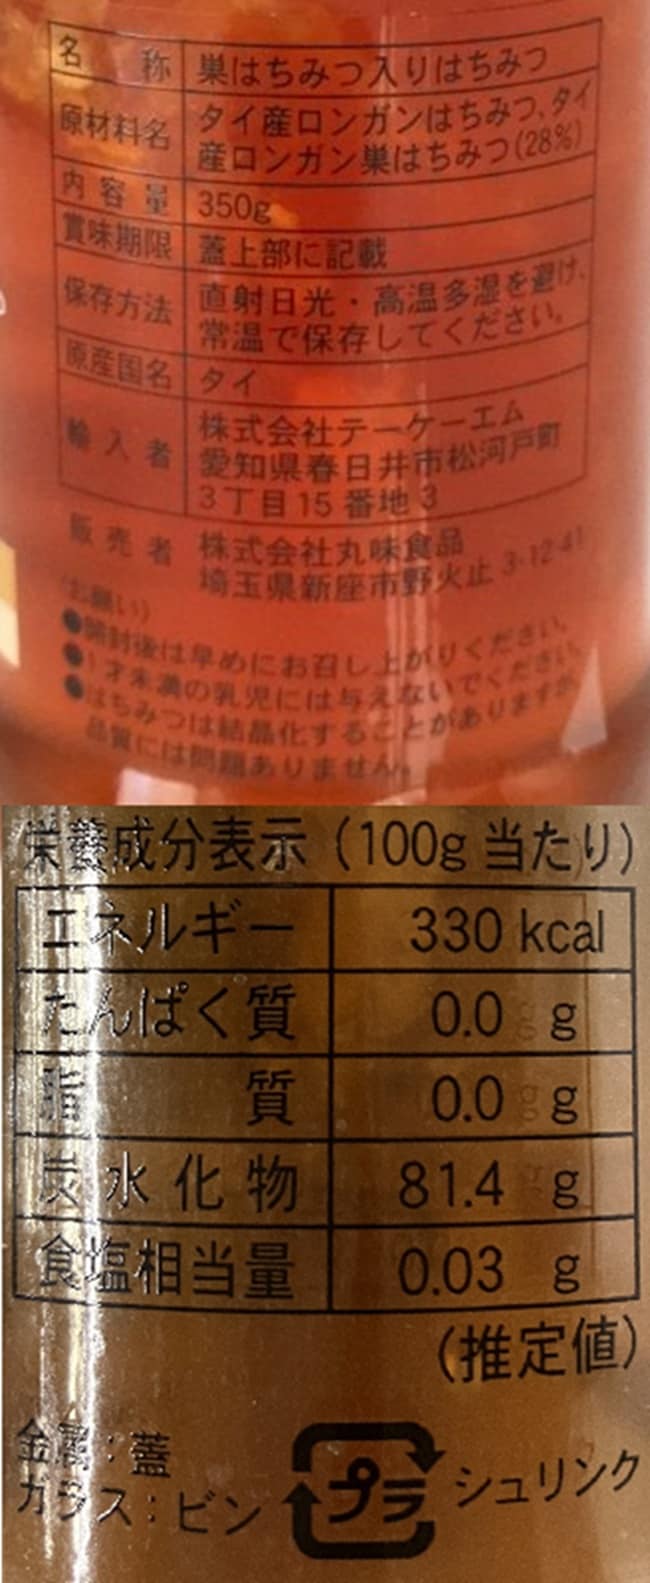 名称 巣はちみつ入りはちみつ
原材料名 タイ産ロンガンはちみつ、タイ
産ロンガン巣はちみつ(28%)
内容量 350g
賞味期限 蓋上部に記載
保存方法 直射日光・高温多湿を避け、
常温で保存してください。
原産国名 タイ
輸入者 株式会社テーケーエム
愛知県春日井市松河戸町
3丁目15番地3
販売者 株式会社丸味食品
埼玉県新座市野火止 3-12-41
(お願い)
●開封後は早めにお召し上がりください。
●1才未満の乳児には与えないでください。
●はちみつは結晶化することがありますが、
品質には問題ありません。
栄養成分表示(100g当たり)
エネルギー 330 kcal
たんぱく質 0.0 g
脂質 0.0 g
炭水化物 81.4 g
食塩相当量 0.03 g
(推定値)
金属:蓋
ガラス:ビン
プラ シュリンク